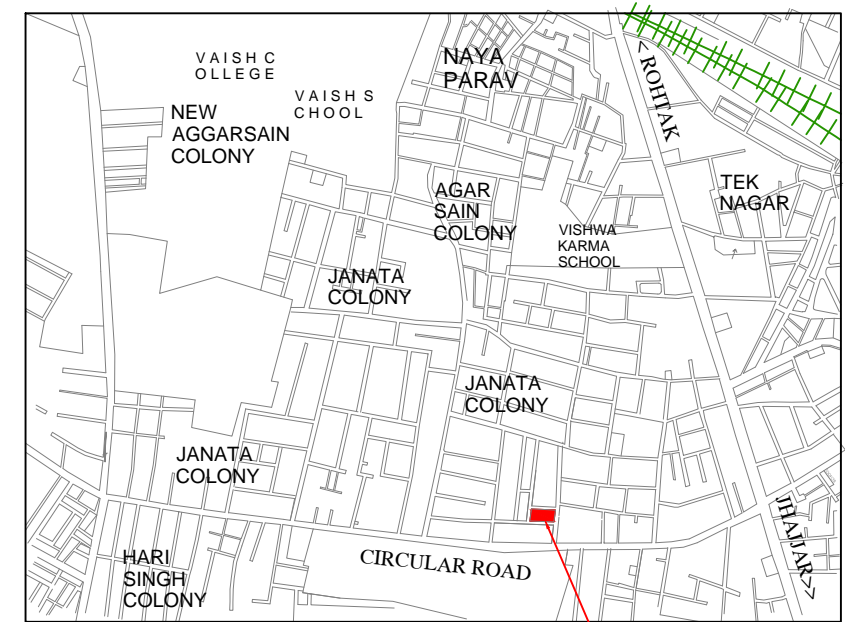 VAISH C
OLLEGE
VAISH S
CHOOL
NAYA
PARAV
< ROHTAK
NEW
AGGARSAIN
COLONY
AGAR
SAIN
COLONY
TEK
NAGAR
VISHWA
KARMA
SCHOOL
JANATA
COLONY
JANATA
COLONY
JANATA
COLONY
JHAJJAR>>
HARI
SINGH
COLONY
CIRCULAR ROAD